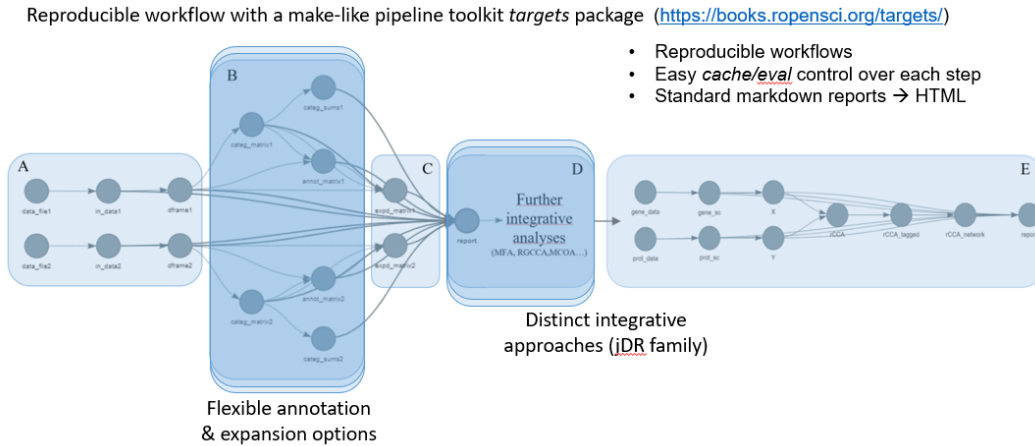 Reproducible workflow with a make-like pipeline toolkit targets package (https://books.ropensci.org/targets/)
• Reproducible workflows
• Easy cache/eval control over each step
• Standard markdown reports → HTML
A
data_file1
in_data1
dframe1
data_file2
in_data2
dframe2
B
categ_sums1
categ_matrix1
annot_matrix1
annot_matrix2
categ_matrix2
categ_sums2
C
expd_matrix1
expd_matrix2
D
report
Further
integrative
analyses
(MFA, RGCCA,MCOA…)
E
gene_data
gene_sc
X
prot_data
prot_sc
Y
rCCA
rCCA_tagged
rCCA_network
report
Distinct integrative
approaches (jDR family)
Flexible annotation
& expansion options